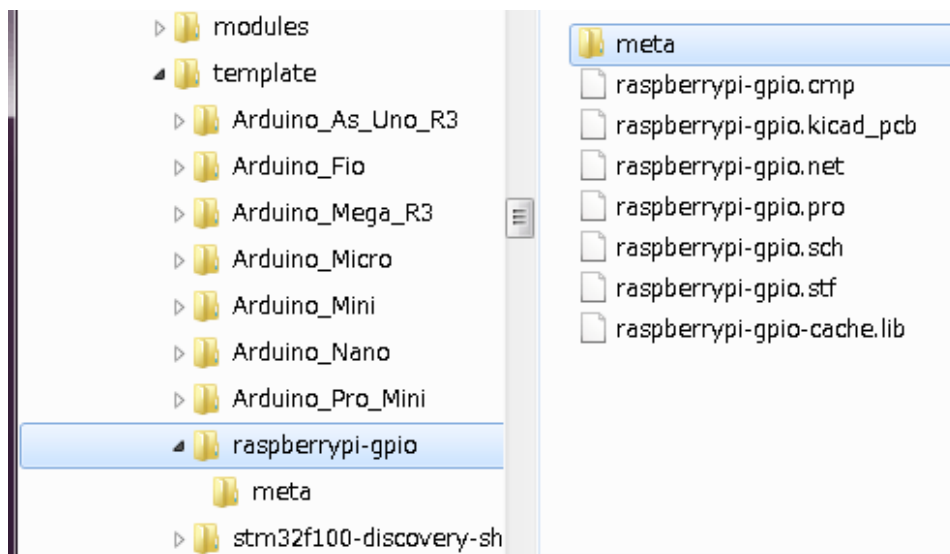 modules
template
Arduino_As_Uno_R3
Arduino_Fio
Arduino_Mega_R3
Arduino_Micro
Arduino_Mini
Arduino_Nano
Arduino_Pro_Mini
raspberrypi-gpio
meta
stm32f100-discovery-sh
meta
raspberrypi-gpio.cmp
raspberrypi-gpio.kicad_pcb
raspberrypi-gpio.net
raspberrypi-gpio.pro
raspberrypi-gpio.sch
raspberrypi-gpio.stf
raspberrypi-gpio-cache.lib